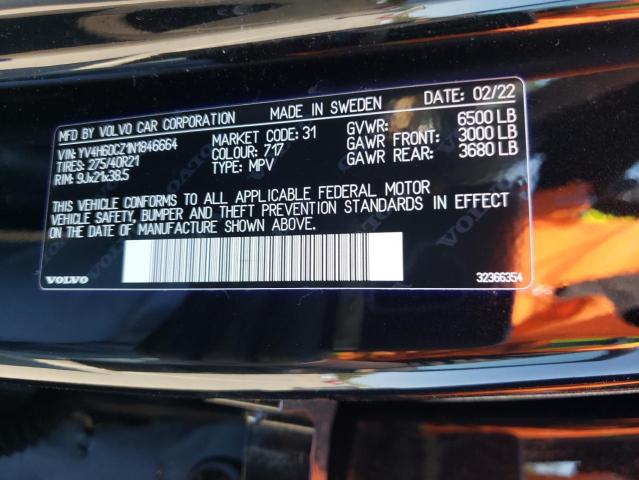 MFD BY VOLVO CAR CORPORATION MADE IN SWEDEN DATE: 02/22
VIN: YV4H60CZ1N1846664 MARKET CODE: 31 GVWR: 6500 LB
TIRES: 275/40R21 COLOUR: 717 GAWR FRONT: 3000 LB
RIM: 9Jx21x38.5 TYPE: MPV GAWR REAR: 3680 LB
THIS VEHICLE CONFORMS TO ALL APPLICABLE FEDERAL MOTOR
VEHICLE SAFETY, BUMPER AND THEFT PREVENTION STANDARDS IN EFFECT
ON THE DATE OF MANUFACTURE SHOWN ABOVE.
VOLVO 32366354